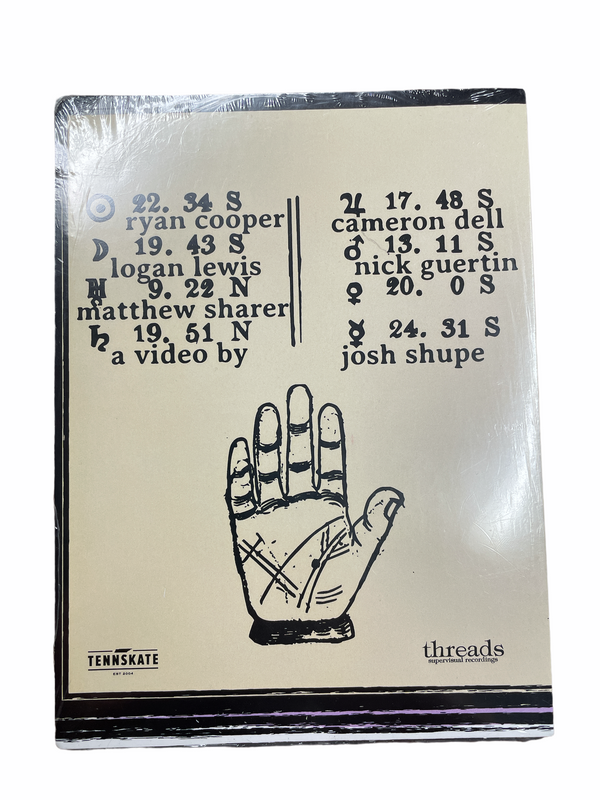 ☉ 22. 34 S
ryan cooper
☽ 19. 43 S
logan lewis
♅ 9. 22 N
matthew sharer
♄ 19. 51 N
a video by
♃ 17. 48 S
cameron dell
♂ 13. 11 S
nick guertin
♀ 20. 0 S
☿ 24. 31 S
josh shupe
TENNSKATE
EST 2004
threads
supervisual recordings